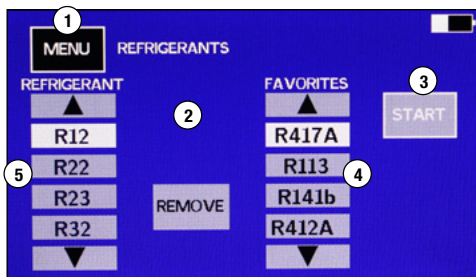 1
MENU REFRIGERANTS
REFRIGERANT FAVORITES 3
2 START
R12 R417A
5 R22 R113 4
R23 REMOVE R141b
R32 R412A